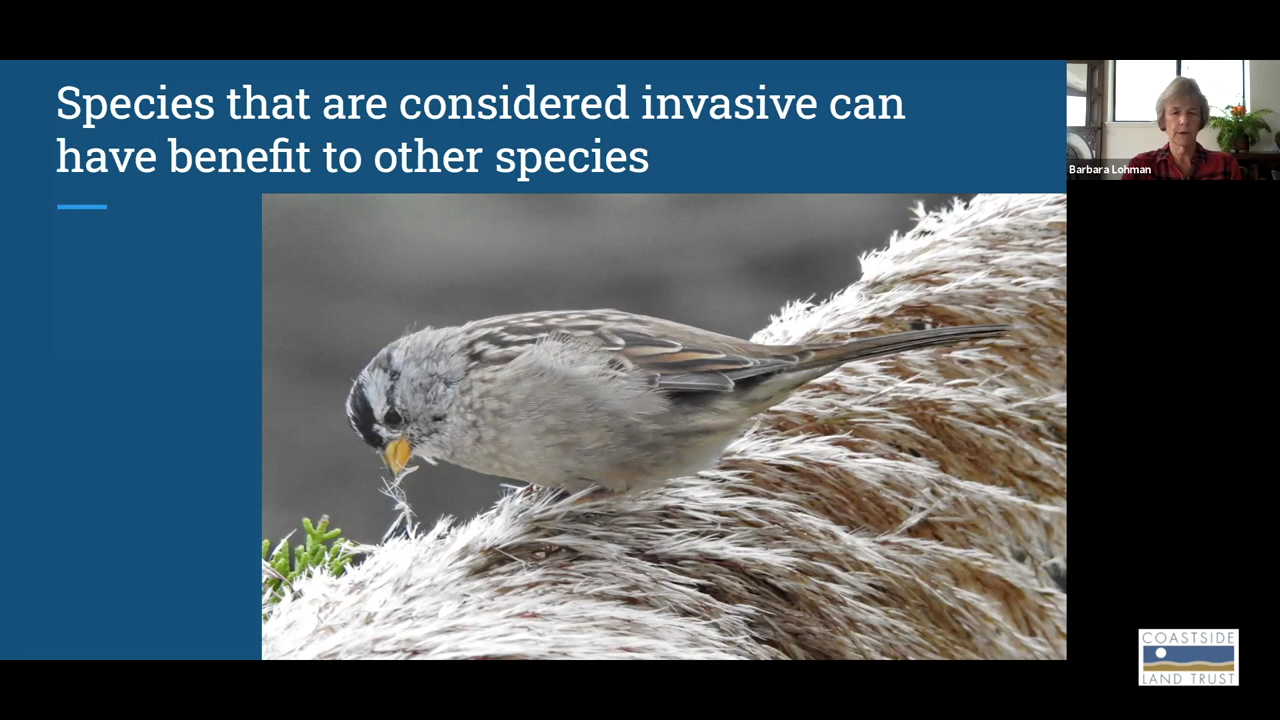 Species that are considered invasive can
have benefit to other species
Barbara Lohman
COASTSIDE
LAND TRUST